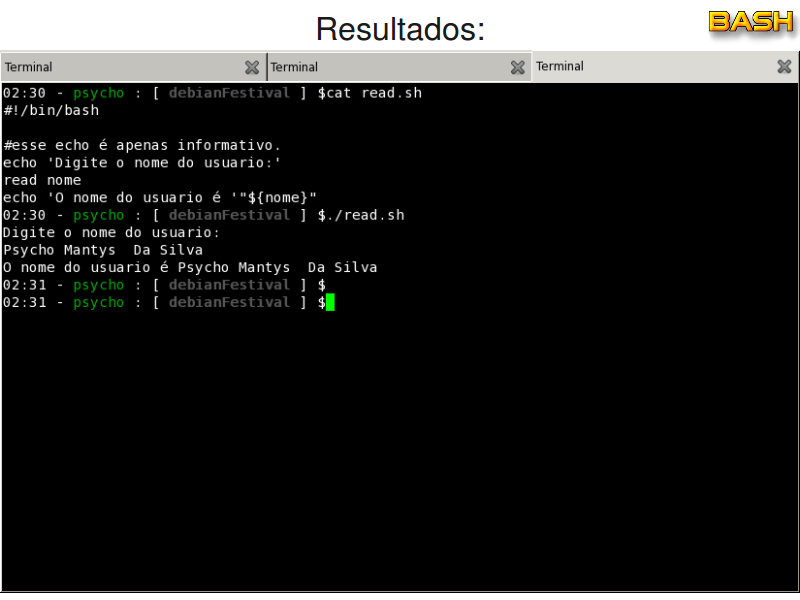 Resultados:
BASH
Terminal
Terminal
Terminal
02:30 - psycho : [ debianFestival ] $cat read.sh
#!/bin/bash
#esse echo é apenas informativo.
echo 'Digite o nome do usuario:'
read nome
echo 'O nome do usuario é '"${nome}"
02:30 - psycho : [ debianFestival ] $./read.sh
Digite o nome do usuario:
Psycho Mantys  Da Silva
O nome do usuario é Psycho Mantys  Da Silva
02:31 - psycho : [ debianFestival ] $
02:31 - psycho : [ debianFestival ] $